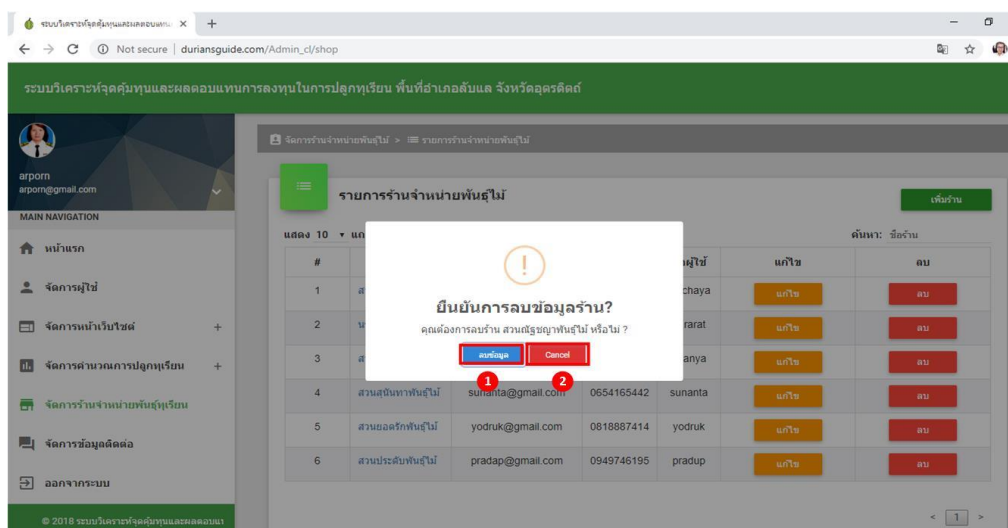 ระบบวิเคราะห์จุดคุ้มทุนและผลตอบแทน
Not secure | duriansguide.com/Admin_cl/shop
ระบบวิเคราะห์จุดคุ้มทุนและผลตอบแทนการลงทุนในการปลูกทุเรียน พื้นที่อำเภอลับแล จังหวัดอุตรดิตถ์
arporn
arporn@gmail.com
MAIN NAVIGATION
หน้าแรก
จัดการผู้ใช้
จัดการหน้าเว็บไซต์ +
จัดการคำนวณการปลูกทุเรียน +
จัดการร้านจำหน่ายพันธุ์ทุเรียน
จัดการข้อมูลติดต่อ
ออกจากระบบ
© 2018 ระบบวิเคราะห์จุดคุ้มทุนและผลตอบแท
จัดการร้านจำหน่ายพันธุ์ไม้ > รายการร้านจำหน่ายพันธุ์ไม้
รายการร้านจำหน่ายพันธุ์ไม้
เพิ่มร้าน
แสดง 10 แถ
ค้นหา: ชื่อร้าน
# ผู้ใช้ แก้ไข ลบ
1 ส chaya แก้ไข ลบ
2 rarat แก้ไข ลบ
3 ส anya แก้ไข ลบ
4 สวนสุนันทาพันธุ์ไม้ sunanta@gmail.com 0654165442 sunanta แก้ไข ลบ
5 สวนยอดรักพันธุ์ไม้ yodruk@gmail.com 0818887414 yodruk แก้ไข ลบ
6 สวนประดับพันธุ์ไม้ pradap@gmail.com 0949746195 pradup แก้ไข ลบ
< 1 >
!
ยืนยันการลบข้อมูลร้าน?
คุณต้องการลบร้าน สวนณัฐชญาพันธุ์ไม้ หรือไม่ ?
ลบข้อมูล Cancel
1 2